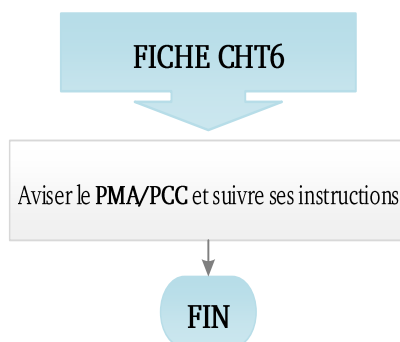 FICHE CHT6
Aviser le PMA/PCC et suivre ses instructions
FIN